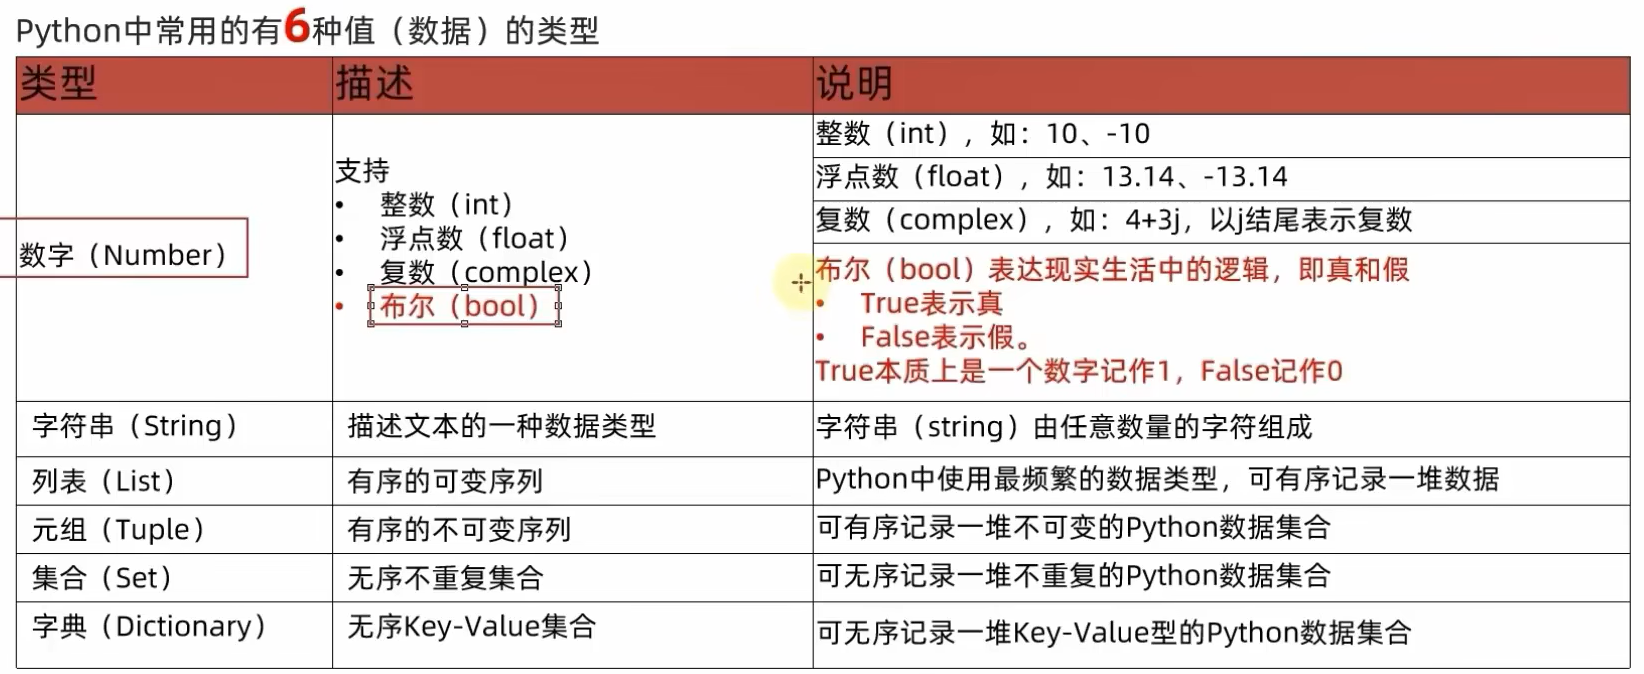 Python中常用的有6种值（数据）的类型
类型
描述
说明
数字（Number）
支持
• 整数（int）
• 浮点数（float）
• 复数（complex）
• 布尔（bool）
整数（int），如：10、-10
浮点数（float），如：13.14、-13.14
复数（complex），如：4+3j，以j结尾表示复数
布尔（bool）表达现实生活中的逻辑，即真和假
• True表示真
• False表示假。
True本质上是一个数字记作1，False记作0
字符串（String）
描述文本的一种数据类型
字符串（string）由任意数量的字符组成
列表（List）
有序的可变序列
Python中使用最频繁的数据类型，可有序记录一堆数据
元组（Tuple）
有序的不可变序列
可有序记录一堆不可变的Python数据集合
集合（Set）
无序不重复集合
可无序记录一堆不重复的Python数据集合
字典（Dictionary）
无序Key-Value集合
可无序记录一堆Key-Value型的Python数据集合